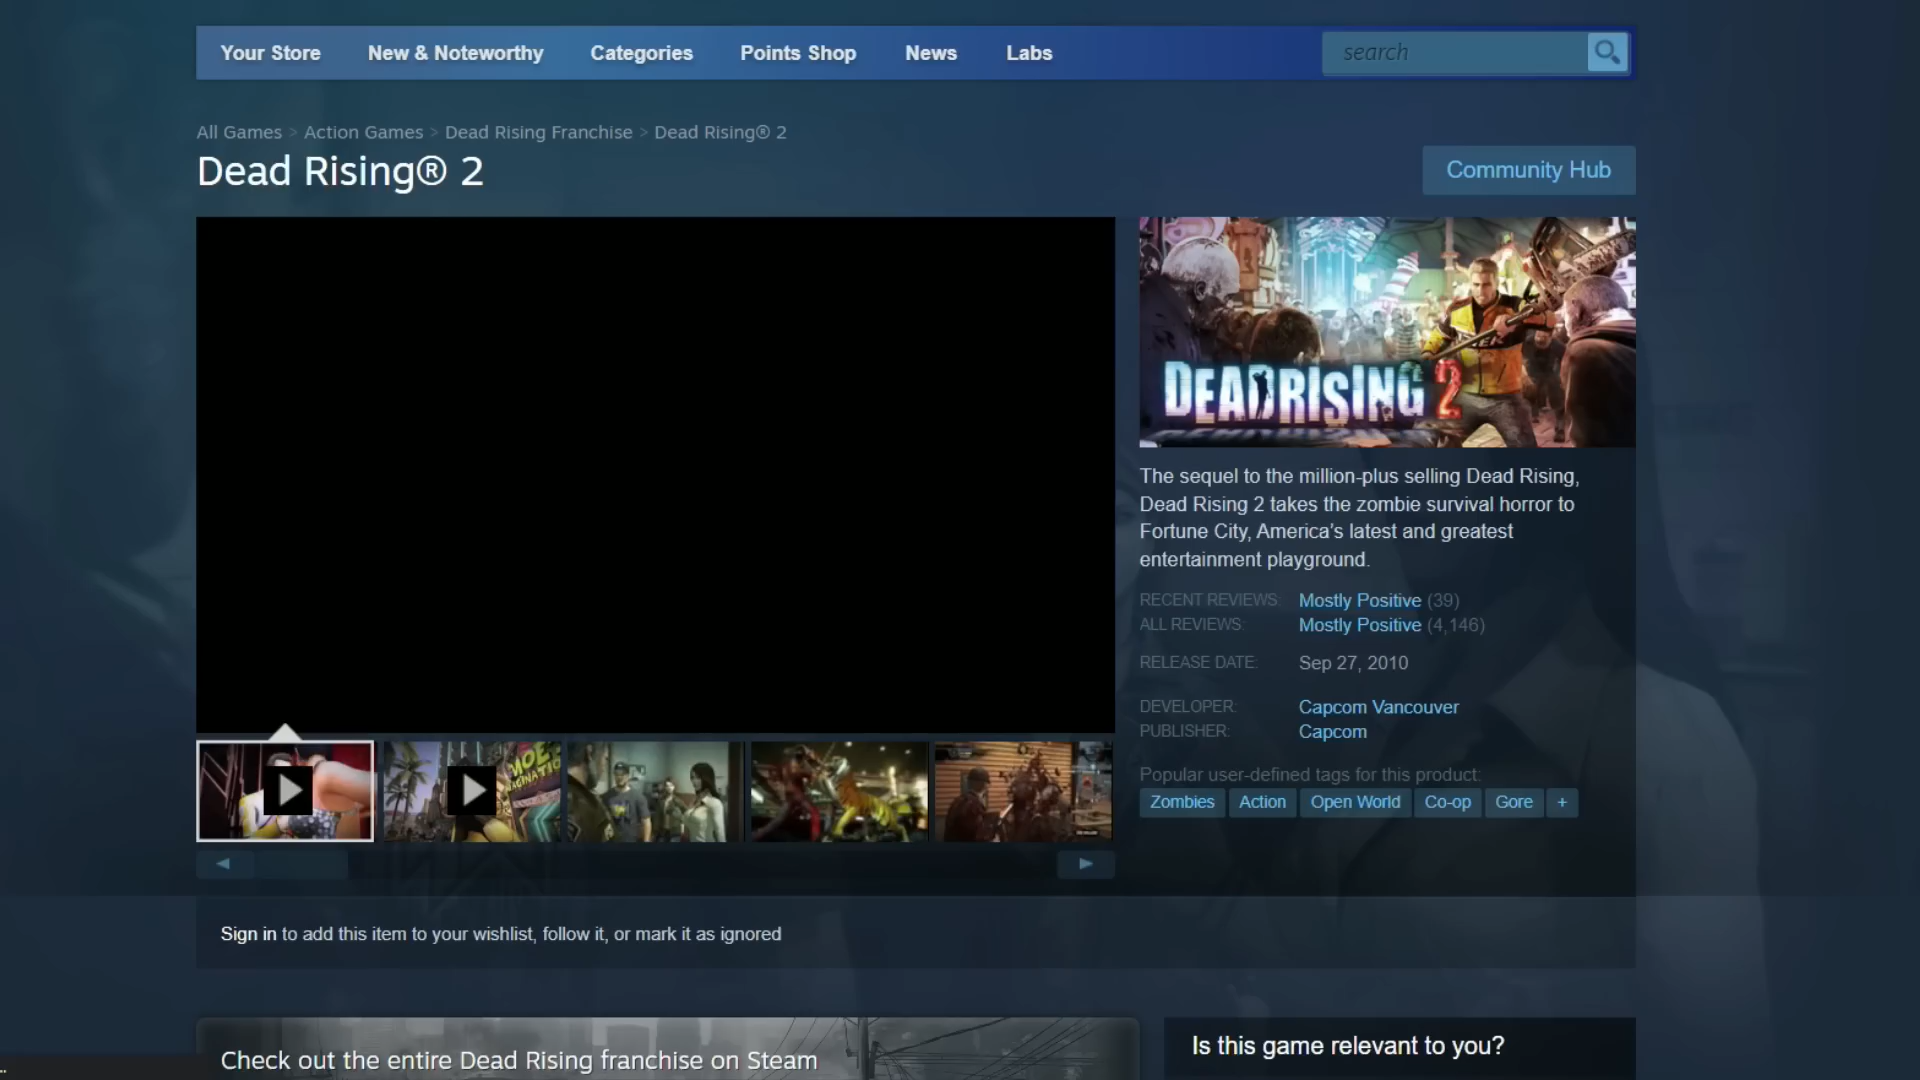 Your Store New & Noteworthy Categories Points Shop News Labs search
All Games > Action Games > Dead Rising Franchise > Dead Rising® 2
Dead Rising® 2
Community Hub
DEADRISING 2
The sequel to the million-plus selling Dead Rising,
Dead Rising 2 takes the zombie survival horror to
Fortune City, America’s latest and greatest
entertainment playground.
RECENT REVIEWS: Mostly Positive (39)
ALL REVIEWS: Mostly Positive (4,146)
RELEASE DATE: Sep 27, 2010
DEVELOPER: Capcom Vancouver
PUBLISHER: Capcom
Popular user-defined tags for this product:
Zombies Action Open World Co-op Gore +
Sign in to add this item to your wishlist, follow it, or mark it as ignored
Check out the entire Dead Rising franchise on Steam
Is this game relevant to you?